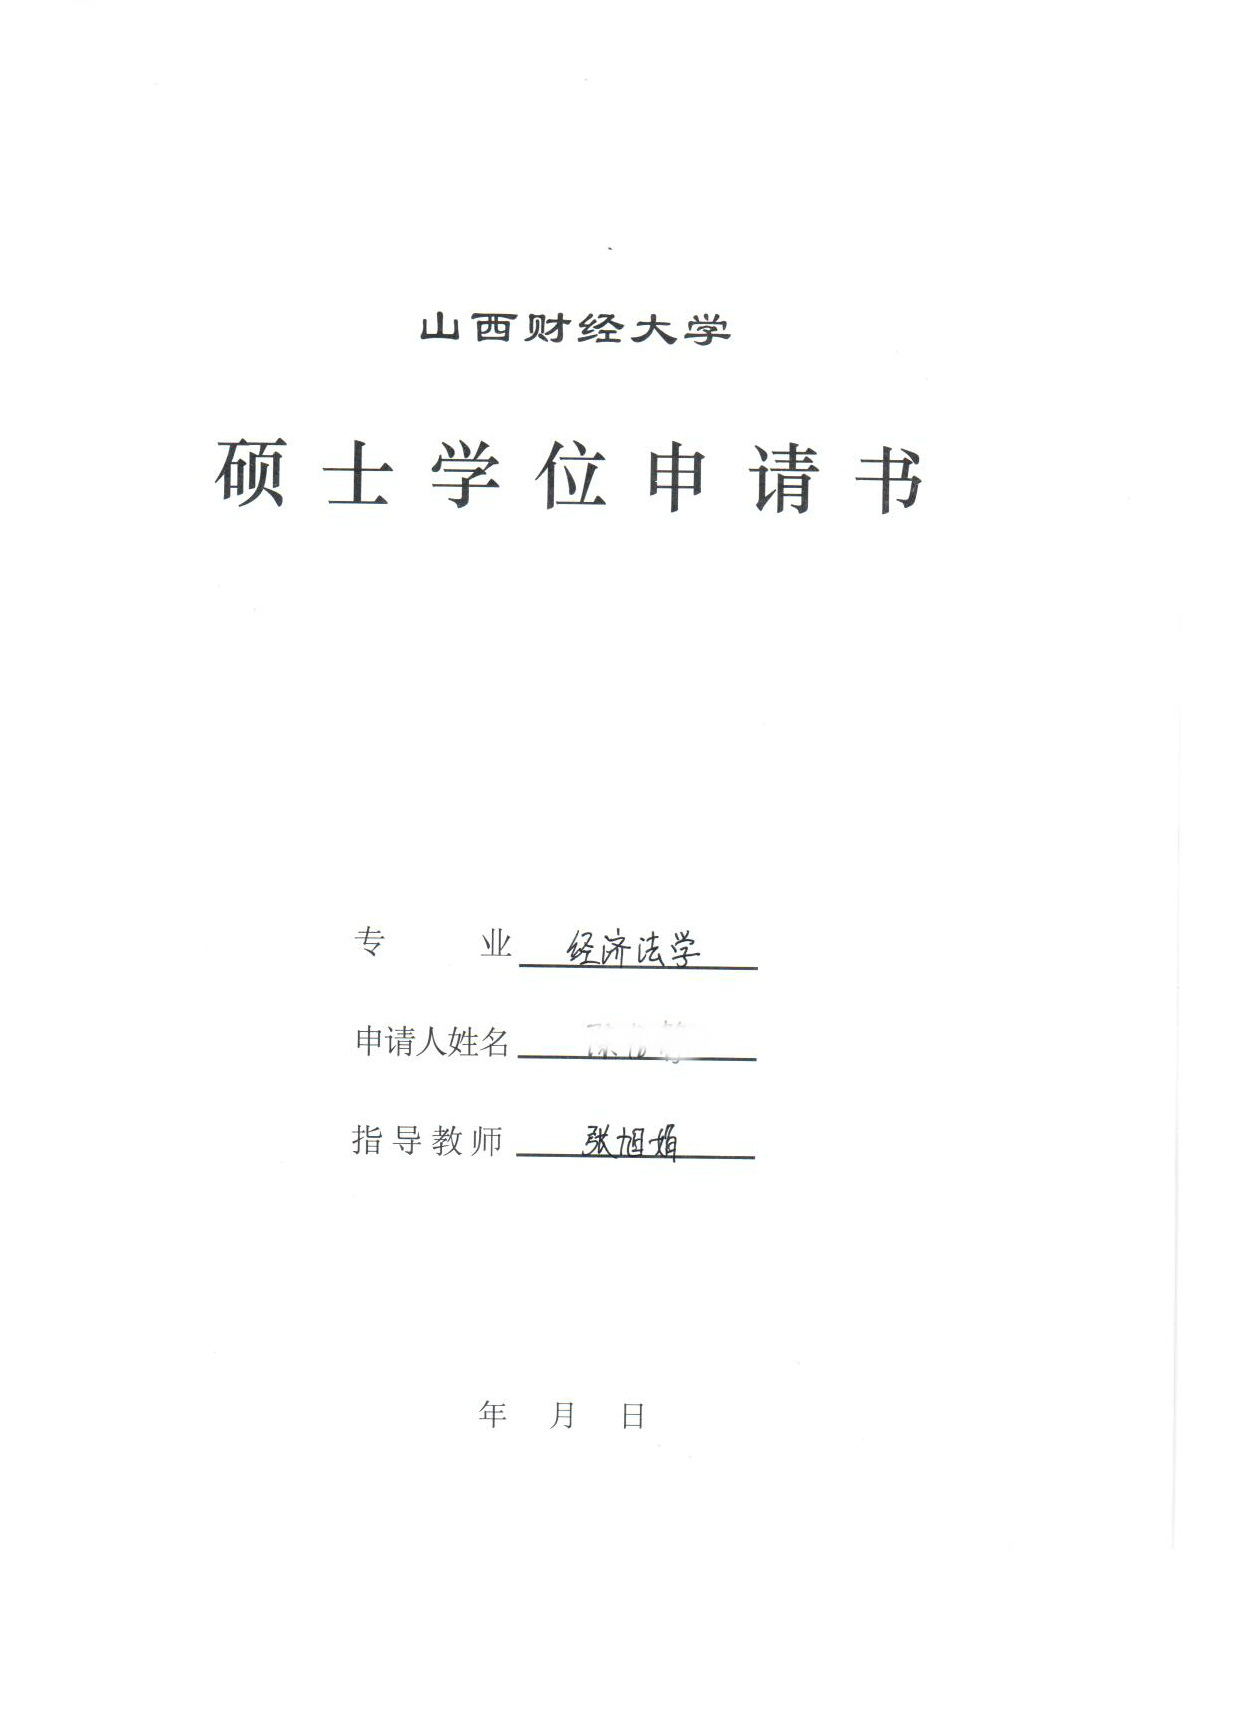 山西财经大学
硕士学位申请书
专 业 经济法学
申请人姓名
指导教师 张旭娟
年 月 日